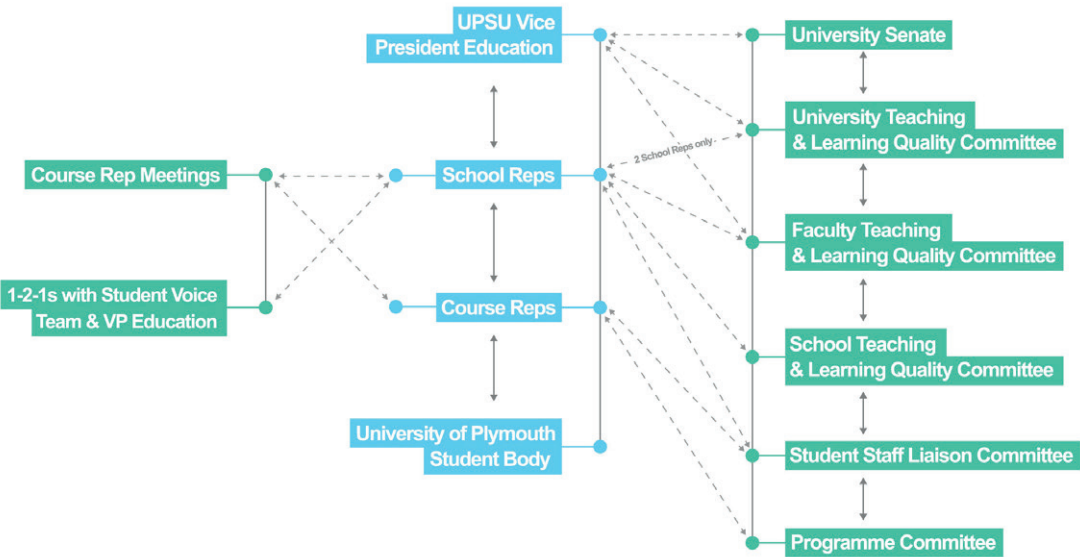 UPSU Vice
President Education
University Senate
University Teaching
& Learning Quality Committee
2 School Reps only
Course Rep Meetings
School Reps
Faculty Teaching
& Learning Quality Committee
1-2-1s with Student Voice
Team & VP Education
Course Reps
School Teaching
& Learning Quality Committee
University of Plymouth
Student Body
Student Staff Liaison Committee
Programme Committee